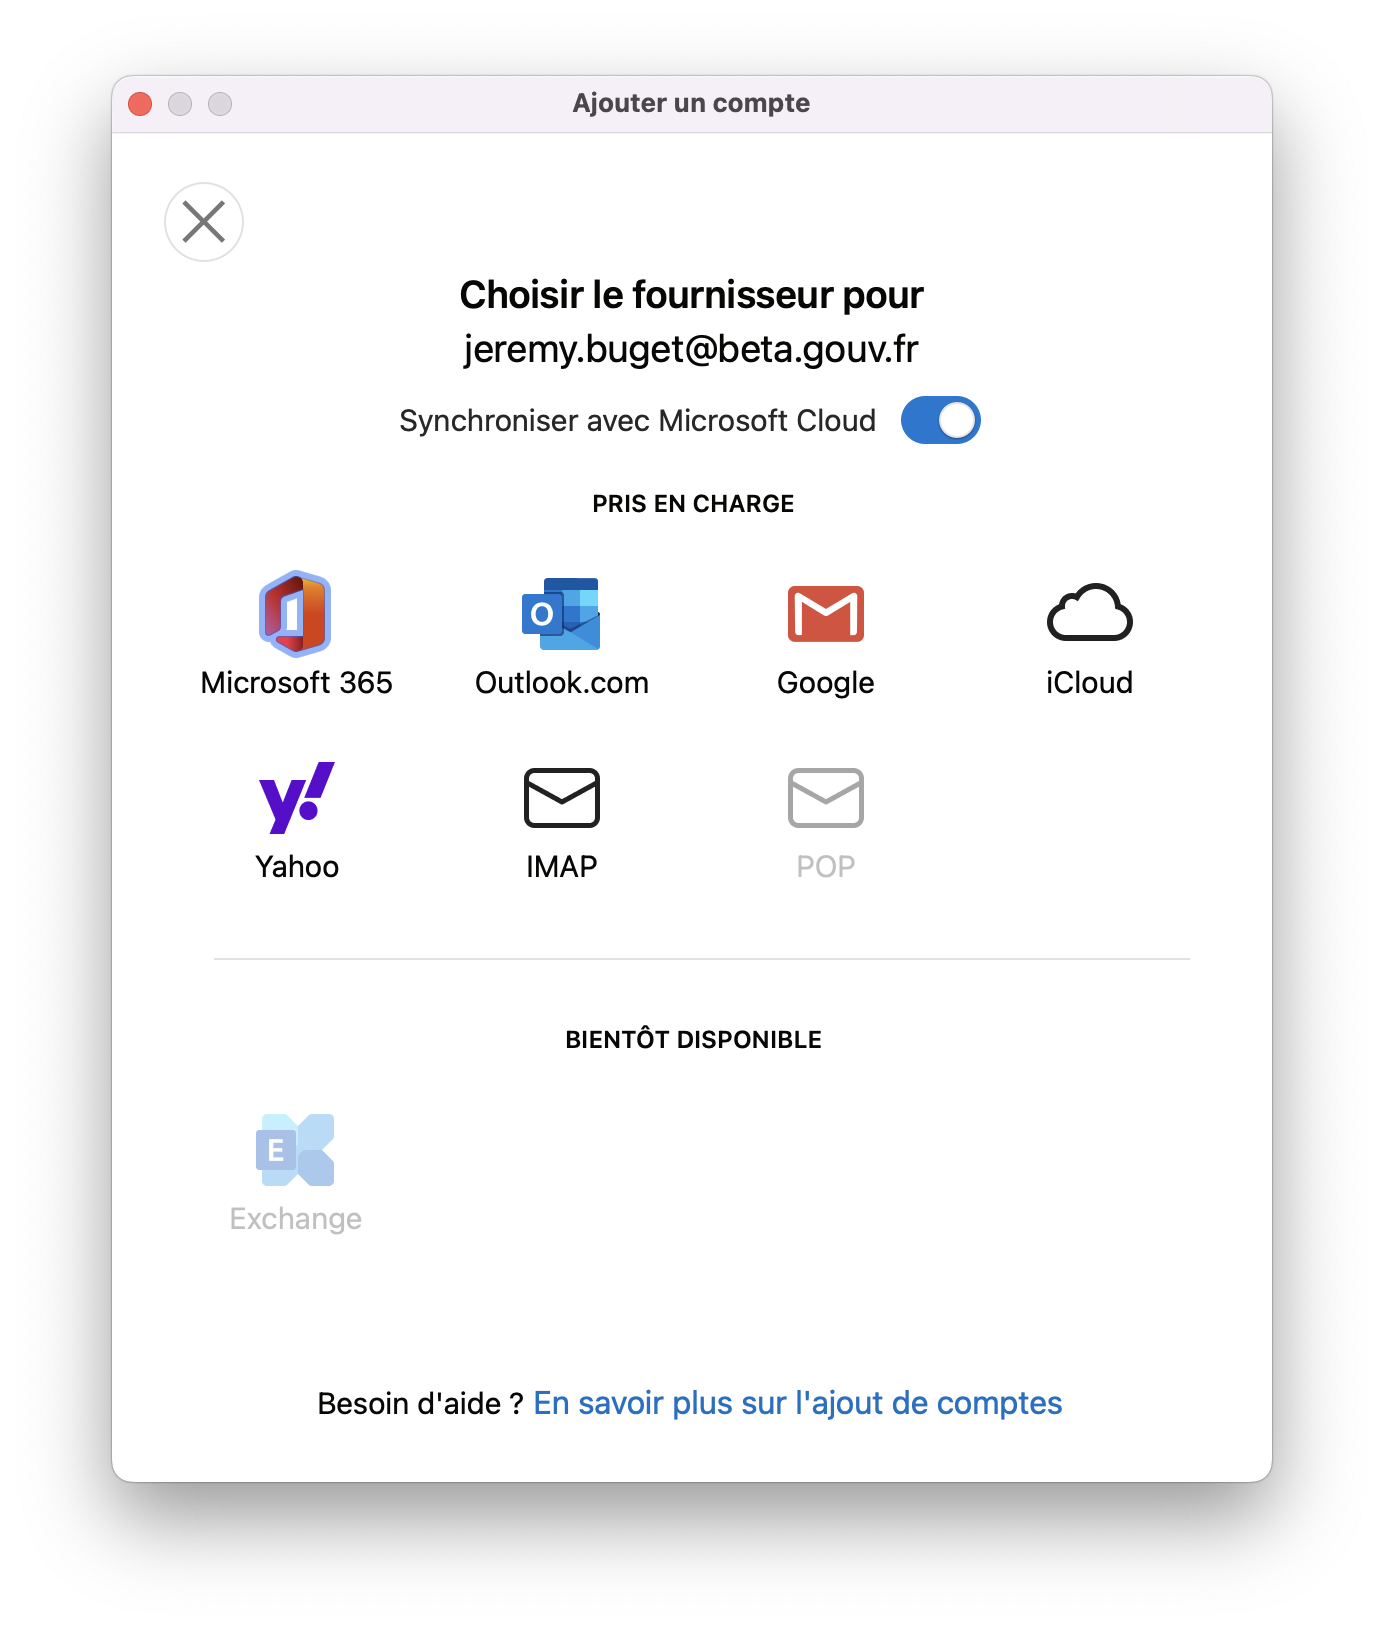 Ajouter un compte
Choisir le fournisseur pour
jeremy.buget@beta.gouv.fr
Synchroniser avec Microsoft Cloud
PRIS EN CHARGE
O
Microsoft 365
Outlook.com
Google
iCloud
y!
Yahoo
IMAP
POP
BIENTÔT DISPONIBLE
E
Exchange
Besoin d'aide ? En savoir plus sur l'ajout de comptes